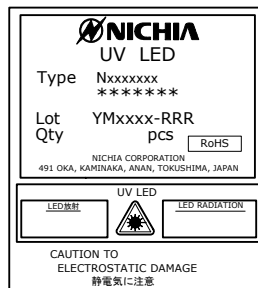 NICHIA
UV LED
Type Nxxxxxxx
*******
Lot YMxxxx-RRR
Qty pcs
RoHS
NICHIA CORPORATION
491 OKA, KAMINAKA, ANAN, TOKUSHIMA, JAPAN
UV LED
LED放射
LED RADIATION
CAUTION TO
ELECTROSTATIC DAMAGE
静電気に注意